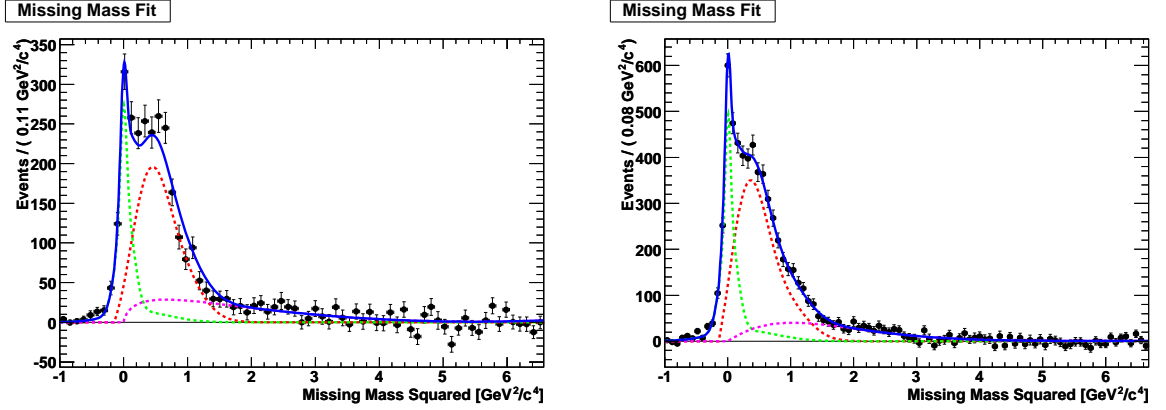 Missing Mass Fit
Events / ( 0.11 GeV²/c⁴ )
350
300
250
200
150
100
50
0
-50
-1 0 1 2 3 4 5 6
Missing Mass Squared [GeV²/c⁴]
Missing Mass Fit
Events / ( 0.08 GeV²/c⁴ )
600
500
400
300
200
100
0
-1 0 1 2 3 4 5 6
Missing Mass Squared [GeV²/c⁴]